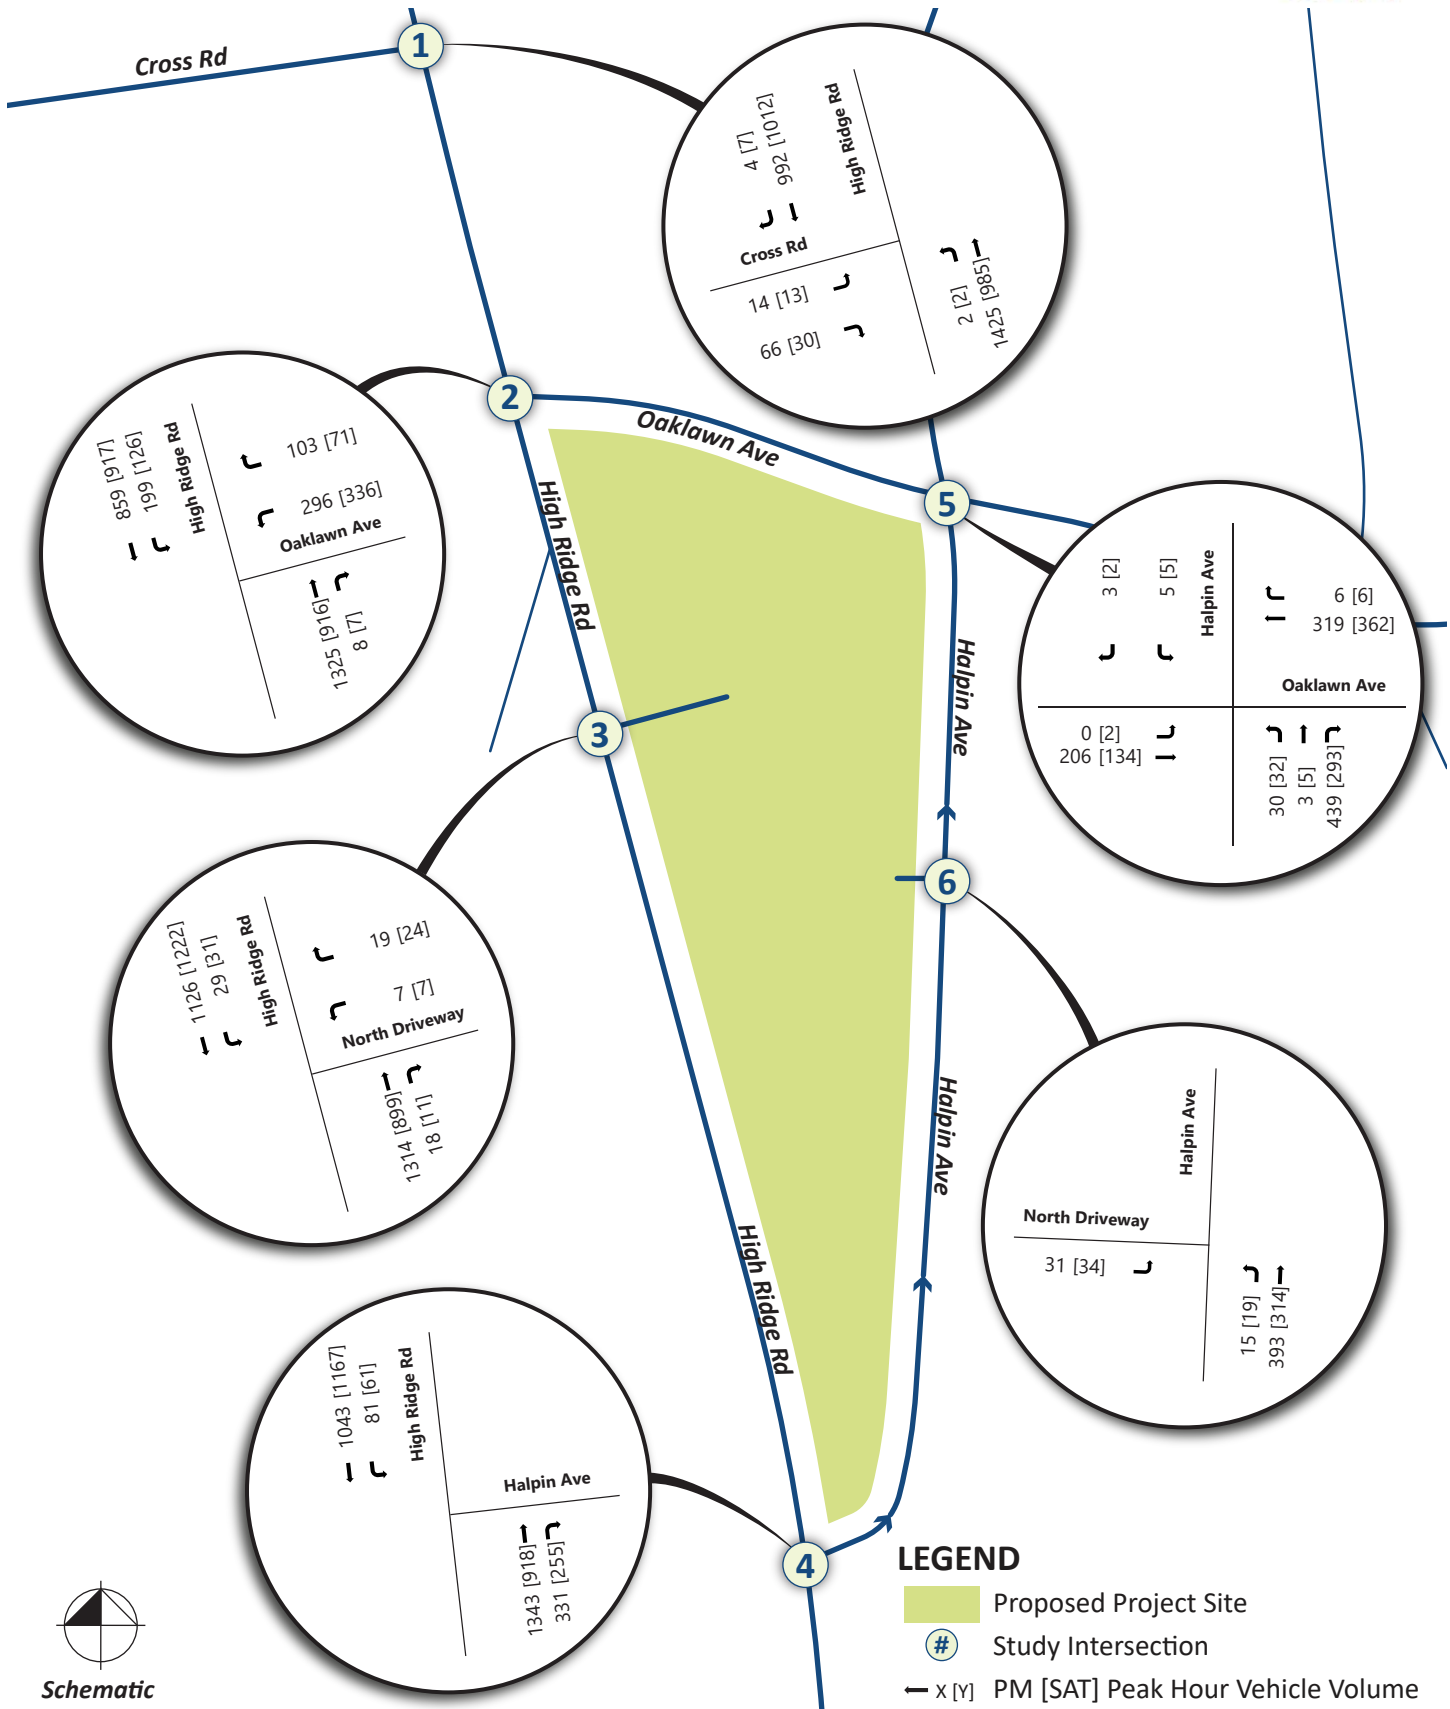 Cross Rd
1
4 [7]
992 [1012]
High Ridge Rd
Cross Rd
14 [13]
66 [30]
2 [2]
1425 [985]
2
Oaklawn Ave
High Ridge Rd
859 [917]
199 [126]
High Ridge Rd
103 [71]
296 [336]
Oaklawn Ave
1325 [916]
8 [7]
5
3 [2]
5 [5]
Halpin Ave
6 [6]
319 [362]
Oaklawn Ave
0 [2]
206 [134]
30 [32]
3 [5]
439 [293]
Halpin Ave
3
1126 [1222]
29 [31]
High Ridge Rd
19 [24]
7 [7]
North Driveway
1314 [899]
18 [11]
6
Halpin Ave
Halpin Ave
North Driveway
31 [34]
15 [19]
393 [314]
High Ridge Rd
1043 [1167]
81 [61]
High Ridge Rd
Halpin Ave
1343 [918]
331 [255]
4
LEGEND
Proposed Project Site
# Study Intersection
X [Y] PM [SAT] Peak Hour Vehicle Volume
Schematic